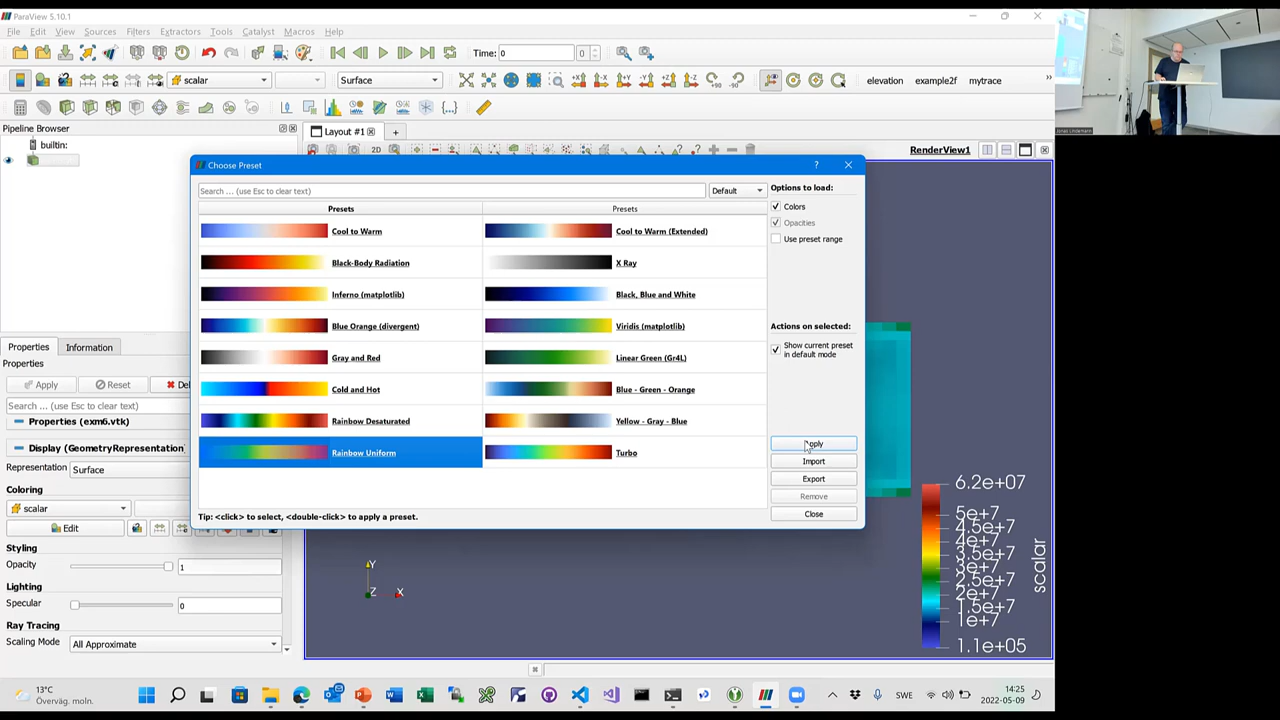 ParaView 5.10.1
File Edit View Sources Filters Extractors Tools Catalyst Macros Help
Time: 0 0
scalar Surface elevation example2f mytrace
Pipeline Browser Layout #1
builtin: 2D RenderView1
Choose Preset
Search ... (use Esc to clear text) Default Options to load:
Presets Presets Colors
Cool to Warm Cool to Warm (Extended) Opacities
Use preset range
Black-Body Radiation X Ray
Inferno (matplotlib) Black, Blue and White
Blue Orange (divergent) Viridis (matplotlib) Actions on selected:
Gray and Red Linear Green (Gr4L) Show current preset
in default mode
Cold and Hot Blue - Green - Orange
Rainbow Desaturated Yellow - Gray - Blue
Rainbow Uniform Turbo Apply
Import
Export
Remove
Close
Tip: <click> to select, <double-click> to apply a preset.
Properties Information
Properties
Apply Reset Del
Search ... (use Esc to clear text)
Properties (exm6.vtk)
Display (GeometryRepresentation)
Representation Surface
Coloring
scalar
Edit
Styling
Opacity 1
Lighting
Specular 0
Ray Tracing
Scaling Mode All Approximate
Y
Z X
6.2e+07
5e+7
4.5e+7
4e+7
3.5e+7
3e+7
2.5e+7
2e+7
1.5e+7
1e+7
1.1e+05
scalar
Jonas Lindemann
13°C
Överväg. moln.
SWE
14:25
2022-05-09